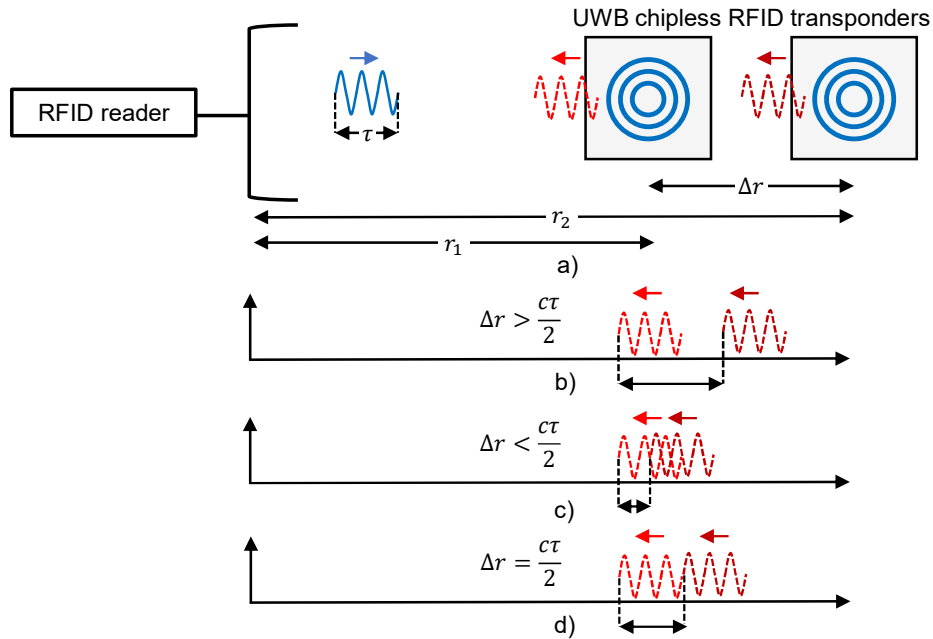 UWB chipless RFID transponders
RFID reader
τ
Δr
r₂
r₁
a)
Δr > cτ/2
b)
Δr < cτ/2
c)
Δr = cτ/2
d)